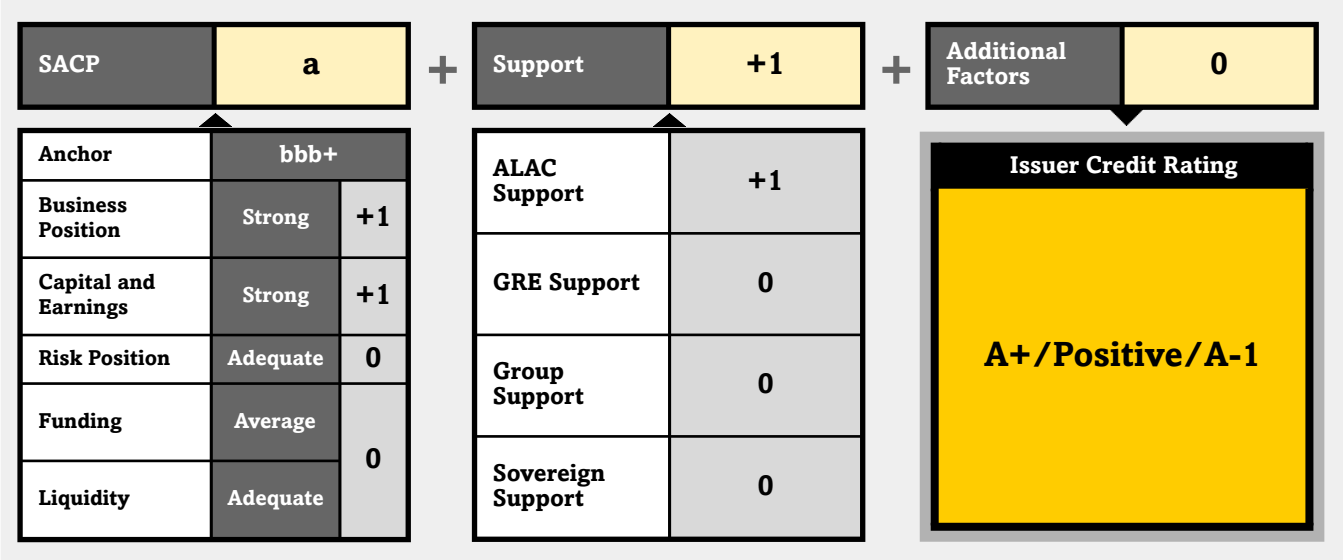 SACP
a
+
Support
+1
+
Additional
Factors
0
Anchor
bbb+
Business
Position
Strong
+1
Capital and
Earnings
Strong
+1
Risk Position
Adequate
0
Funding
Average
Liquidity
Adequate
0
ALAC
Support
+1
GRE Support
0
Group
Support
0
Sovereign
Support
0
Issuer Credit Rating
A+/Positive/A-1